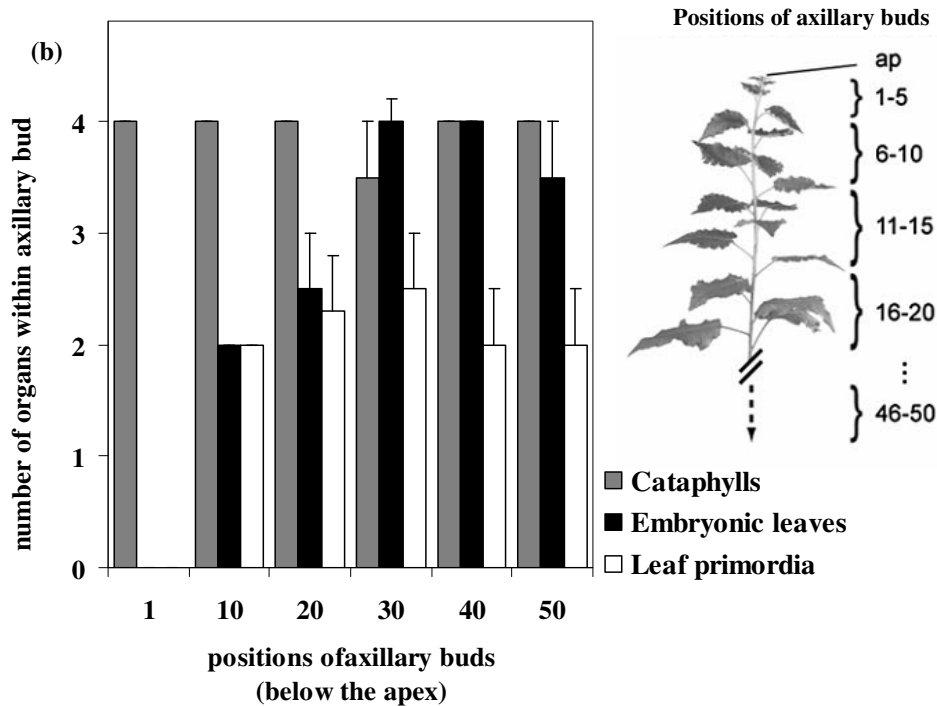 (b)
number of organs within axillary bud
4
3
2
1
0
1 10 20 30 40 50
positions ofaxillary buds
(below the apex)
Positions of axillary buds
ap
1-5
6-10
11-15
16-20
...
46-50
Cataphylls
Embryonic leaves
Leaf primordia